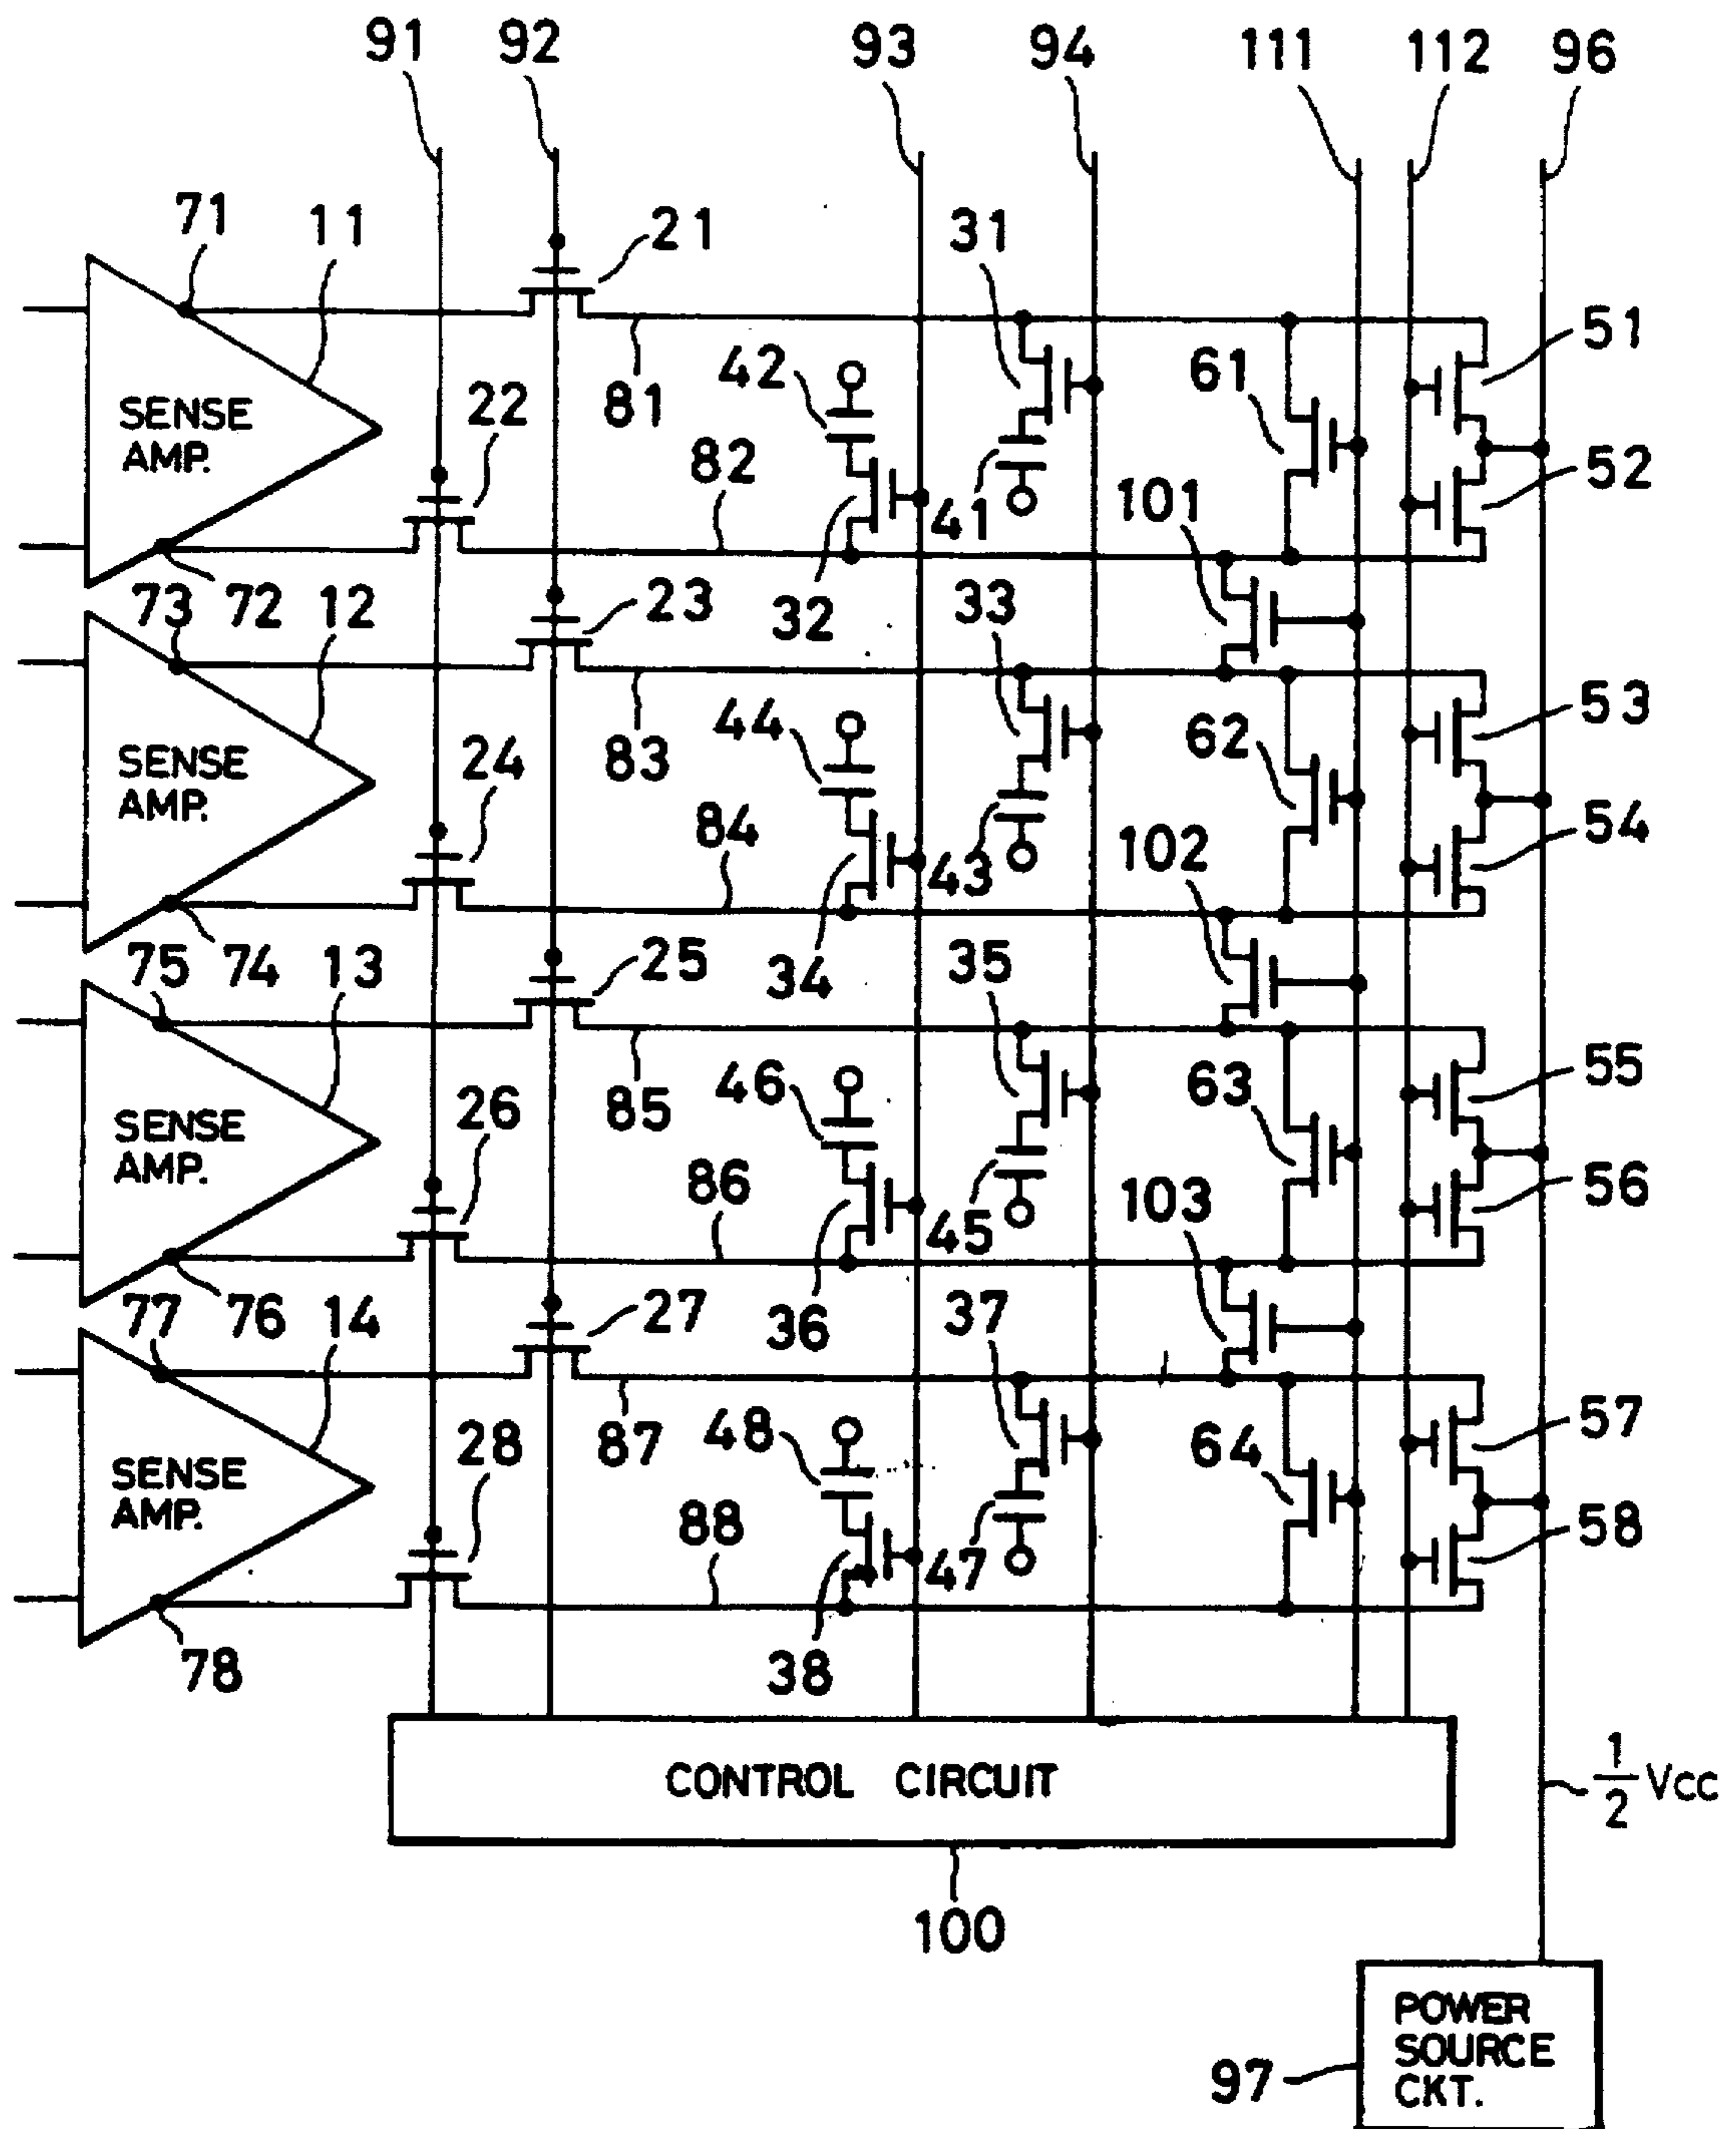 91 92 93 94 111 112 96
71 11 21 31
51
42 61
SENSE
AMP.
22 81
82 41 52
101
73 72 12 23 32 33
53
44 62
SENSE
AMP.
24 83
84 43 54
102
75 74 13 25 34 35
55
46 63
SENSE
AMP.
26 85
86 45 56
103
77 76 14 27 36 37
57
48 64
SENSE
AMP.
28 87
88 47 58
78 38
CONTROL CIRCUIT
1/2 VCC
100
POWER
SOURCE
CKT.
97